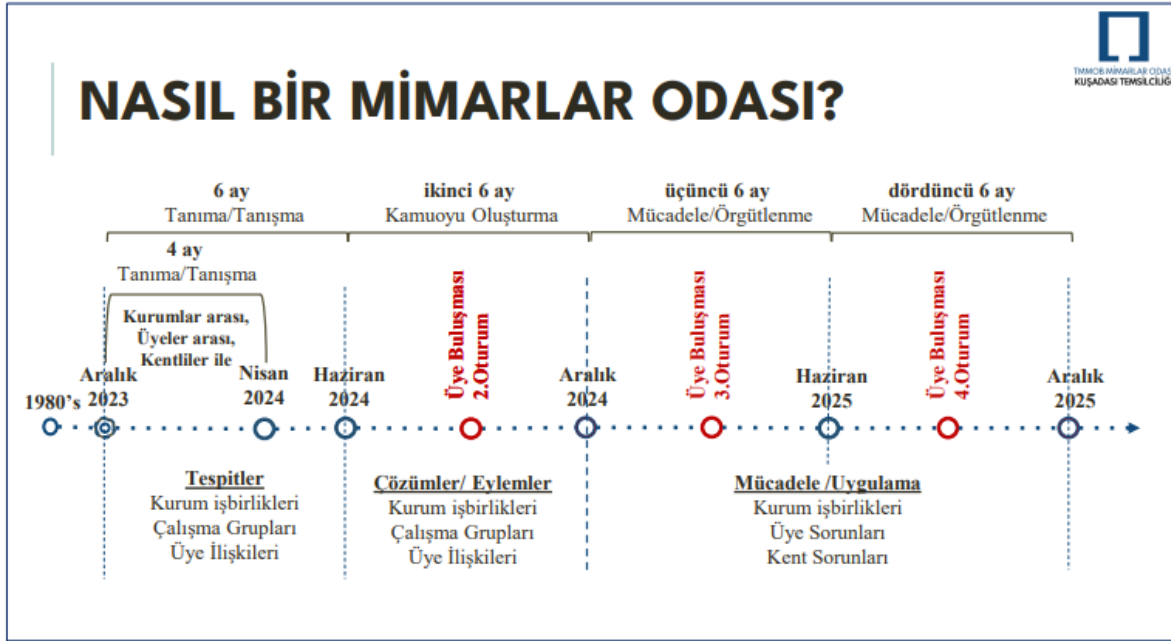 TMMOB MİMARLAR ODASI
KUŞADASI TEMSİLCİLİĞİ
NASIL BİR MİMARLAR ODASI?
6 ay
Tanıma/Tanışma
ikinci 6 ay
Kamuoyu Oluşturma
üçüncü 6 ay
Mücadele/Örgütlenme
dördüncü 6 ay
Mücadele/Örgütlenme
4 ay
Tanıma/Tanışma
Kurumlar arası,
Üyeler arası,
Kentliler ile
1980’s
Aralık
2023
Nisan
2024
Haziran
2024
Üye Buluşması
2.Oturum
Aralık
2024
Üye Buluşması
3.Oturum
Haziran
2025
Üye Buluşması
4.Oturum
Aralık
2025
Tespitler
Kurum işbirlikleri
Çalışma Grupları
Üye İlişkileri
Çözümler/ Eylemler
Kurum işbirlikleri
Çalışma Grupları
Üye İlişkileri
Mücadele /Uygulama
Kurum işbirlikleri
Üye Sorunları
Kent Sorunları